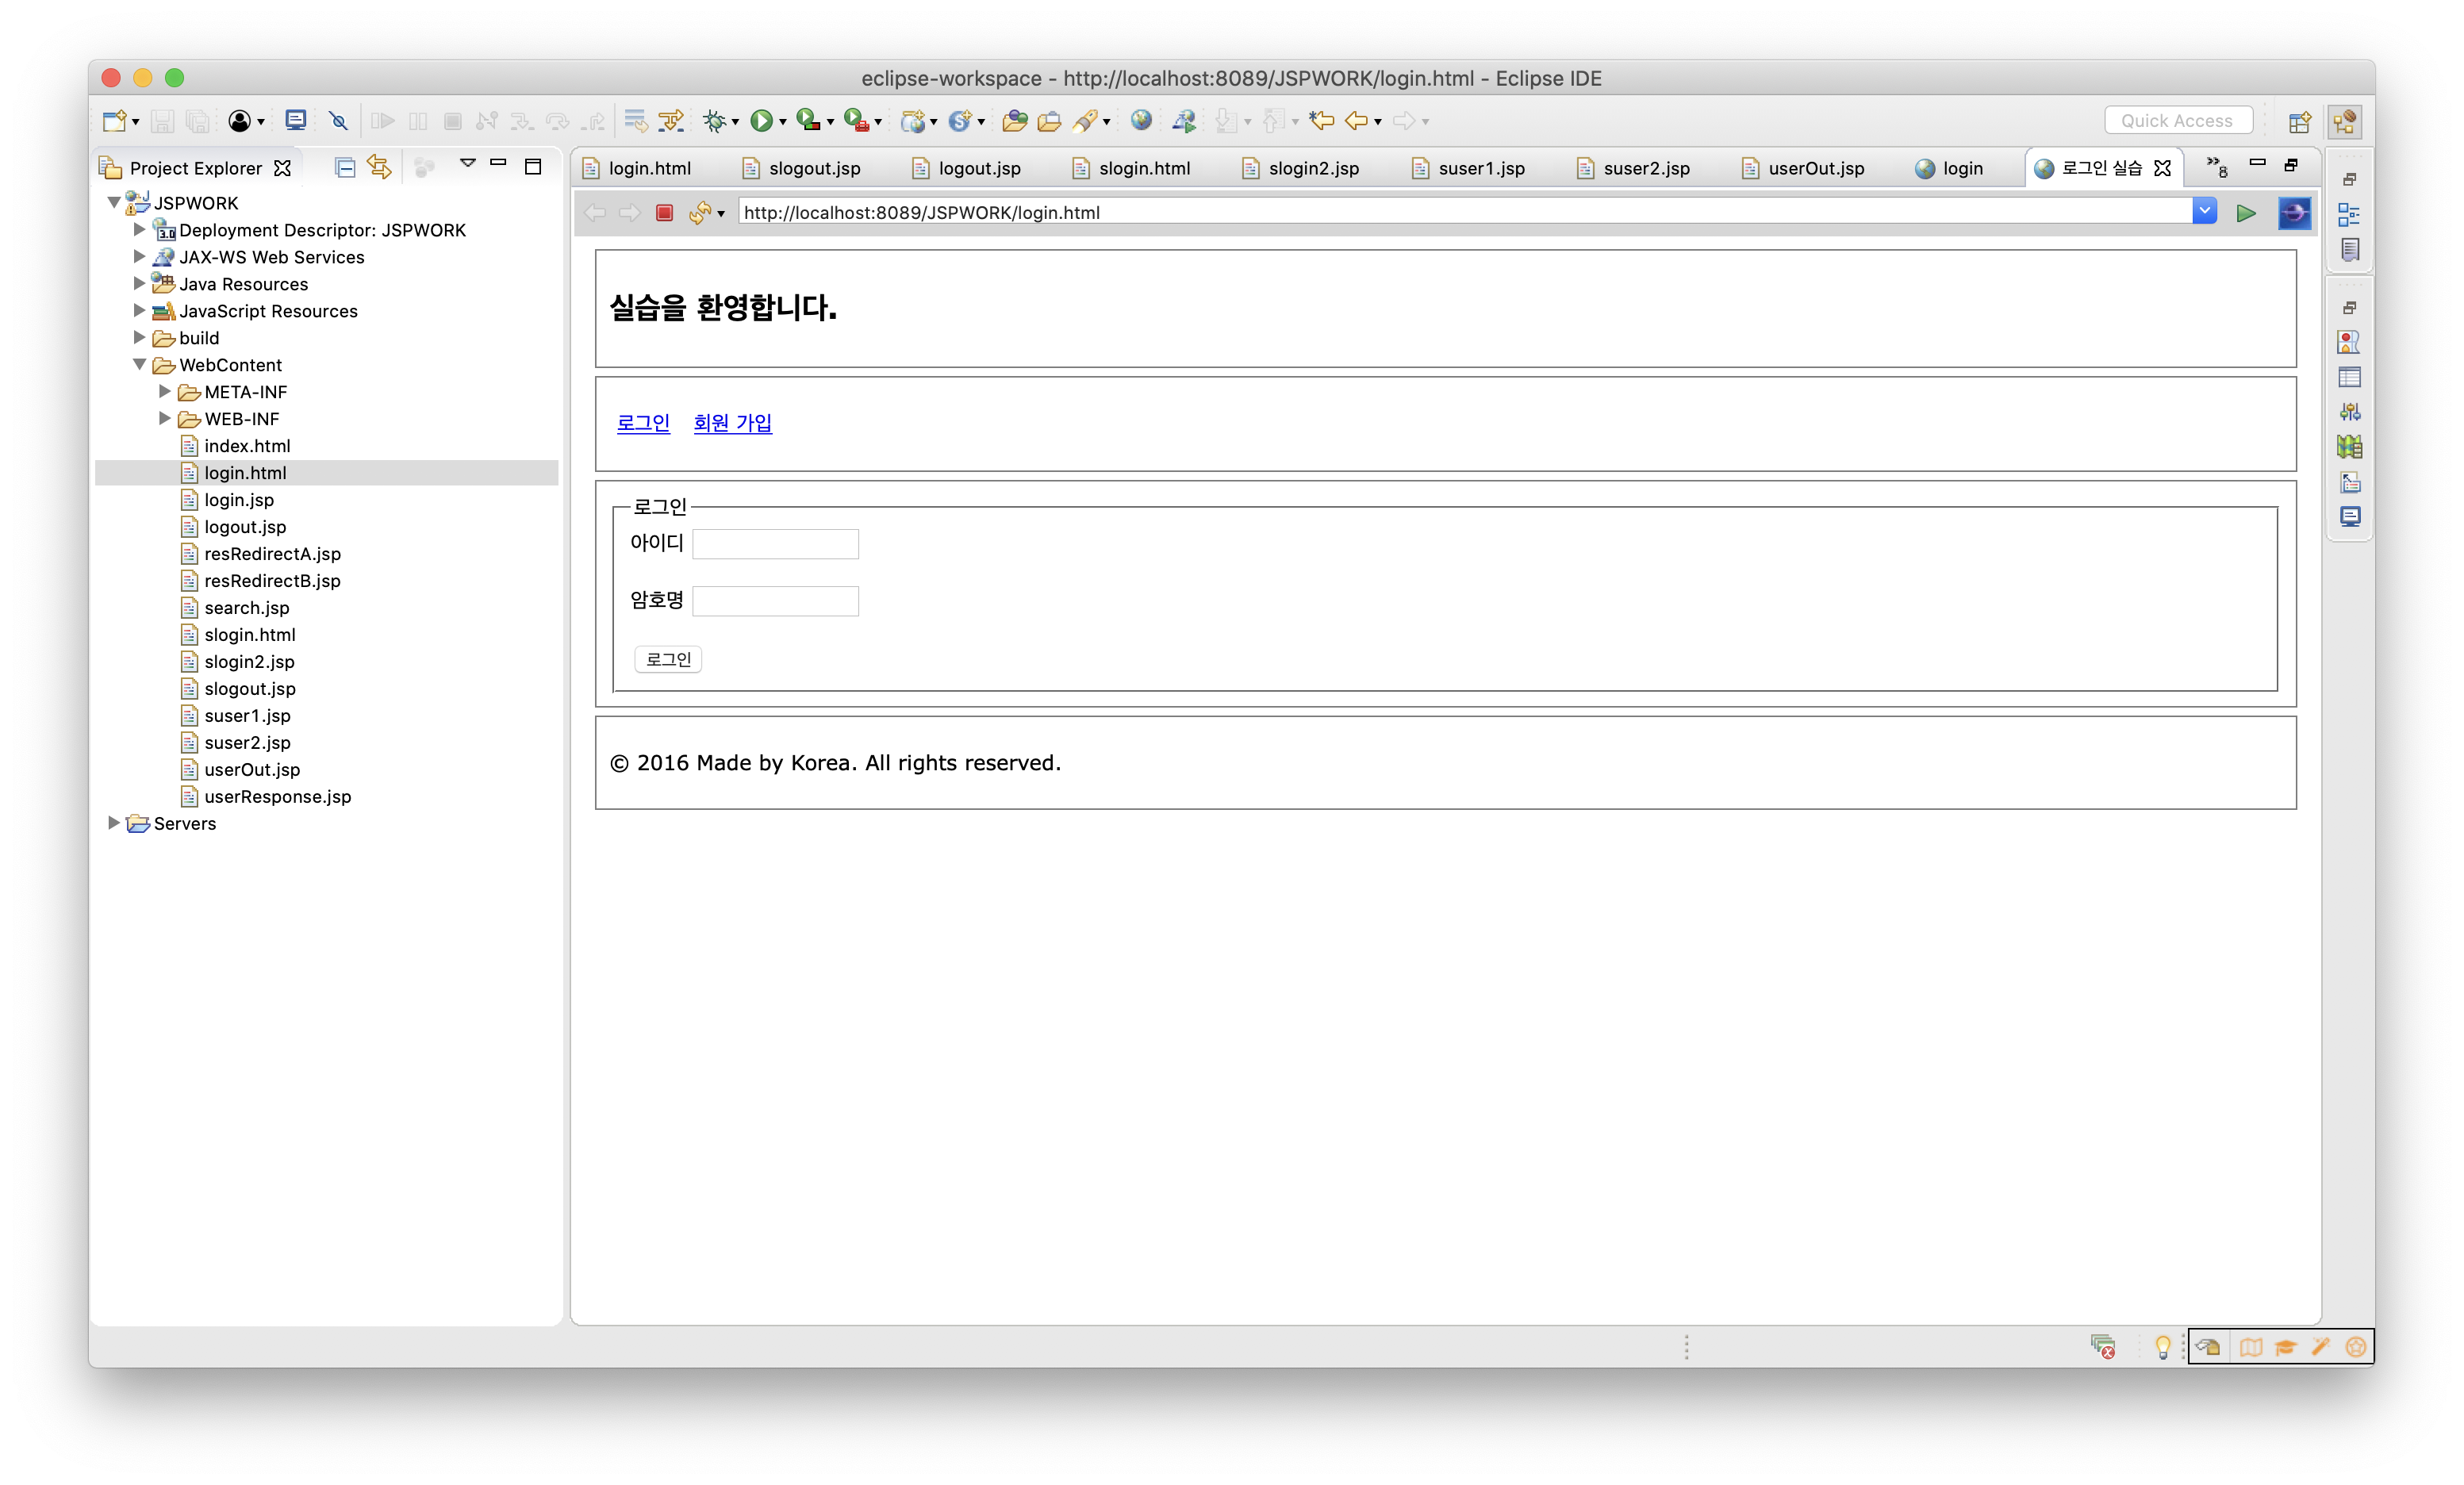 eclipse-workspace - http://localhost:8089/JSPWORK/login.html - Eclipse IDE
Quick Access
Project Explorer
JSPWORK
3.0 Deployment Descriptor: JSPWORK
JAX-WS Web Services
Java Resources
JavaScript Resources
build
WebContent
META-INF
WEB-INF
index.html
login.html
login.jsp
logout.jsp
resRedirectA.jsp
resRedirectB.jsp
search.jsp
slogin.html
slogin2.jsp
slogout.jsp
suser1.jsp
suser2.jsp
userOut.jsp
userResponse.jsp
Servers
login.html slogout.jsp logout.jsp slogin.html slogin2.jsp suser1.jsp suser2.jsp userOut.jsp login 로그인 실습 »8
http://localhost:8089/JSPWORK/login.html
실습을 환영합니다.
로그인 회원 가입
로그인
아이디
암호명
로그인
© 2016 Made by Korea. All rights reserved.